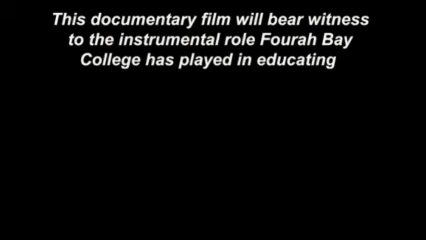 This documentary film will bear witness
to the instrumental role Fourah Bay
College has played in educating